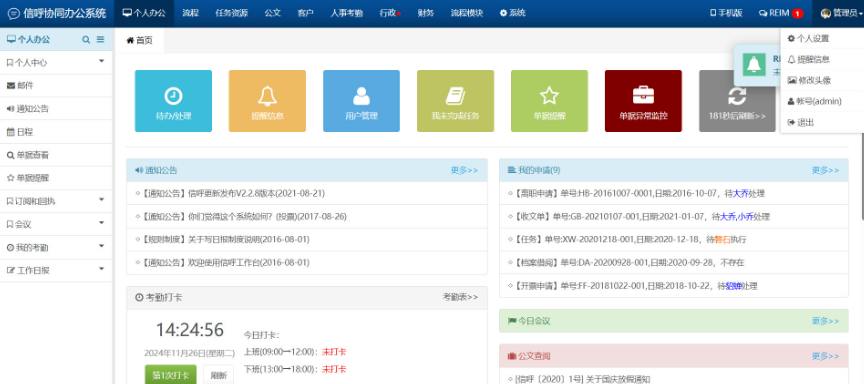 信呼协同办公系统 个人办公 流程 任务资源 公文 客户 人事考勤 行政 财务 流程模块 系统 手机版 REIM 1 管理员
个人办公
个人中心
邮件
通知公告
日程
单据查看
单据提醒
订阅和回执
会议
我的考勤
工作日报
首页
个人设置
提醒信息
修改头像
帐号(admin)
退出
待办/处理
提醒信息
用户管理
我未完成任务
单据提醒
单据异常监控
181秒后刷新>>
通知公告 更多>>
【通知公告】信呼更新发布V2.2.8版本(2021-08-21)
【通知公告】你们觉得这个系统如何？(投票)(2017-08-26)
【规则制度】关于写日报制度说明(2016-08-01)
【通知公告】欢迎使用信呼工作台(2016-08-01)
考勤打卡 考勤表>>
14:24:56
2024年11月26日(星期二)
第1次打卡 刷新
今日打卡：
上班(09:00→12:00)：未打卡
下班(13:00→18:00)：未打卡
我的申请(9) 更多>>
【离职申请】单号:HB-20161007-0001,日期:2016-10-07，待大乔处理
【收文单】单号:GB-20210107-001,日期:2021-01-07，待大乔,小乔处理
【任务】单号:XW-20201218-001,日期:2020-12-18，待磐石执行
【档案借阅】单号:DA-20200928-001,日期:2020-09-28，不存在
【开票申请】单号:FF-20181022-001,日期:2018-10-22，待貂蝉处理
今日会议 更多>>
公文查阅 更多>>
[信呼〔2020〕1号] 关于国庆放假通知